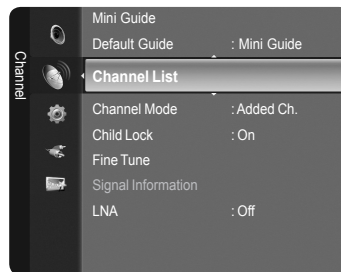 Channel
Mini Guide
Default Guide : Mini Guide
Channel List
Channel Mode : Added Ch.
Child Lock : On
Fine Tune
Signal Information
LNA : Off